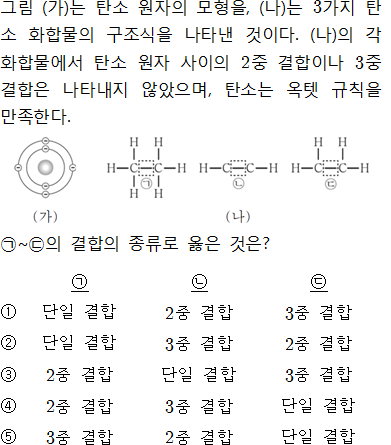 그림 (가)는 탄소 원자의 모형을, (나)는 3가지 탄
소 화합물의 구조식을 나타낸 것이다. (나)의 각
화합물에서 탄소 원자 사이의 2중 결합이나 3중
결합은 나타내지 않았으며, 탄소는 옥텟 규칙을
만족한다.
H H H H
H C C H H C C H H C C H
㉠ ㉡ ㉢
H H
(가) (나)
㉠~㉢의 결합의 종류로 옳은 것은?
㉠ ㉡ ㉢
① 단일 결합 2중 결합 3중 결합
② 단일 결합 3중 결합 2중 결합
③ 2중 결합 단일 결합 3중 결합
④ 2중 결합 3중 결합 단일 결합
⑤ 3중 결합 2중 결합 단일 결합